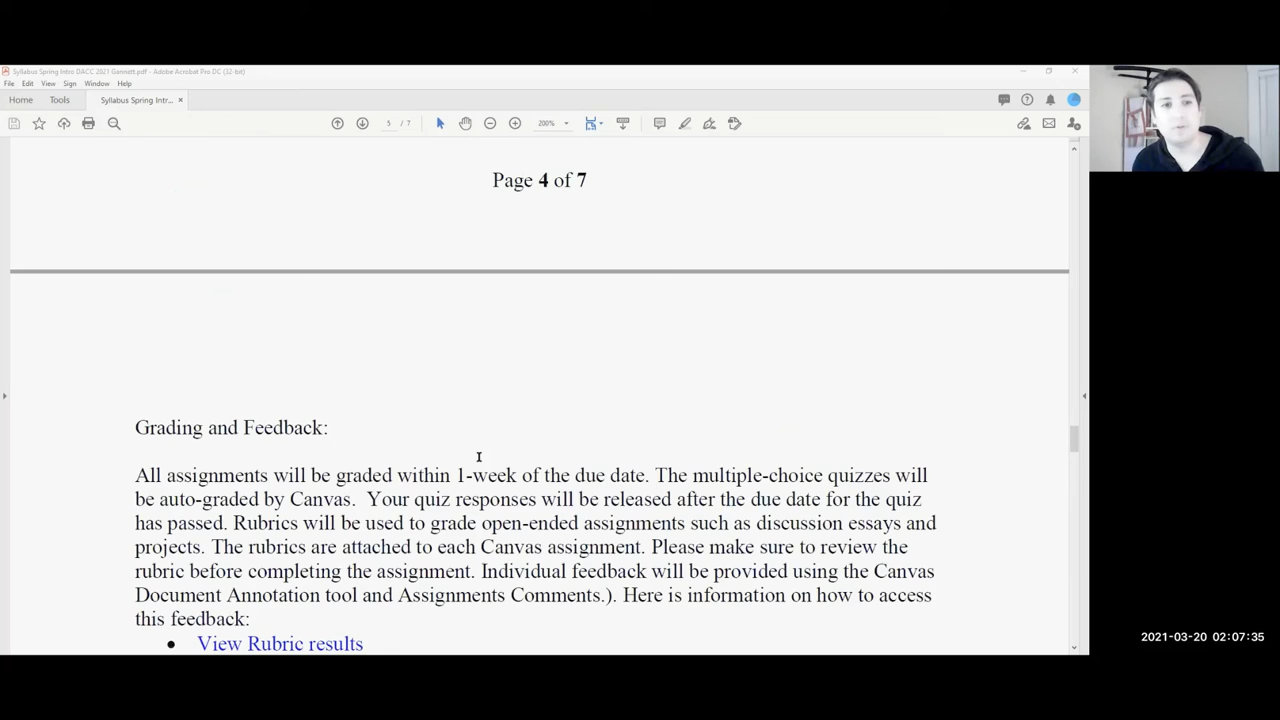 Syllabus Spring Intro DACC 2021 Gannett.pdf - Adobe Acrobat Pro DC (32-bit)
File Edit View Sign Window Help
Home Tools Syllabus Spring Intr... ×
5 / 7 200%
Page 4 of 7
Grading and Feedback:
All assignments will be graded within 1-week of the due date. The multiple-choice quizzes will
be auto-graded by Canvas. Your quiz responses will be released after the due date for the quiz
has passed. Rubrics will be used to grade open-ended assignments such as discussion essays and
projects. The rubrics are attached to each Canvas assignment. Please make sure to review the
rubric before completing the assignment. Individual feedback will be provided using the Canvas
Document Annotation tool and Assignments Comments.). Here is information on how to access
this feedback:
• View Rubric results
2021-03-20 02:07:35